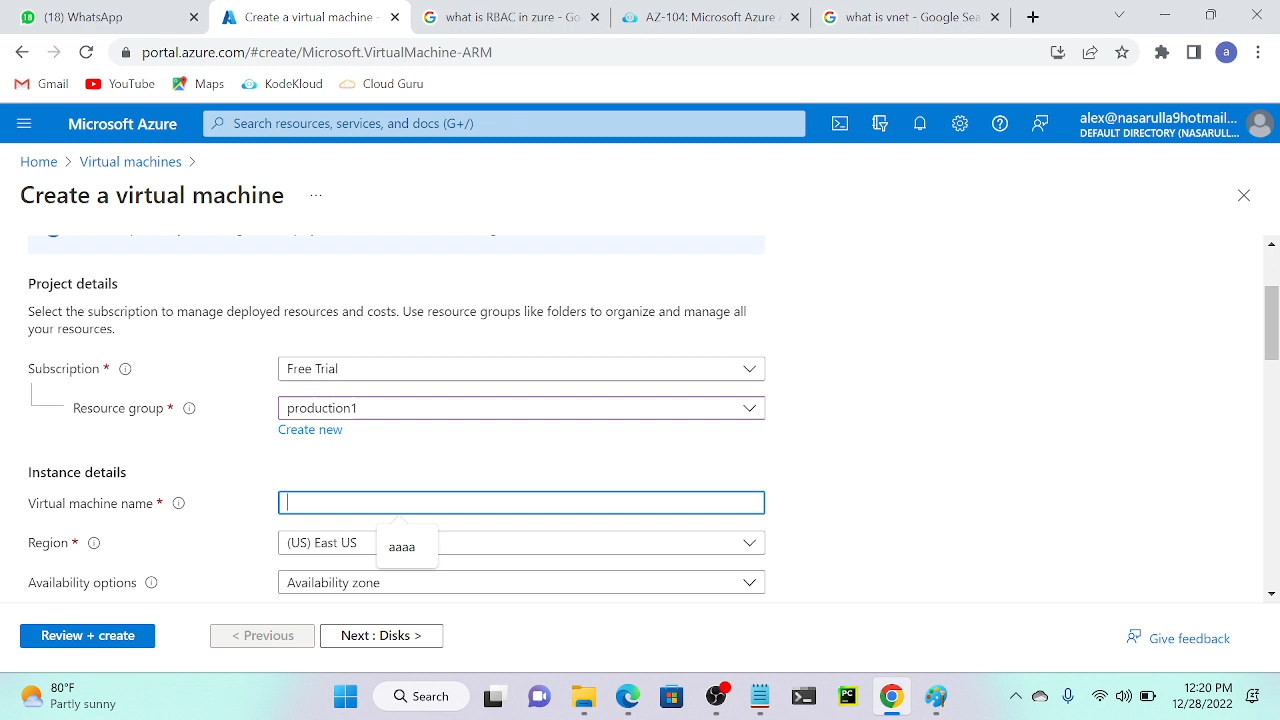 (18) WhatsApp
Create a virtual machine -
what is RBAC in zure - Go
AZ-104: Microsoft Azure
what is vnet - Google Sea
portal.azure.com/#create/Microsoft.VirtualMachine-ARM
a
Gmail
YouTube
Maps
KodeKloud
Cloud Guru
Microsoft Azure
Search resources, services, and docs (G+/)
alex@nasarulla9hotmail...
DEFAULT DIRECTORY (NASARULL...
Home > Virtual machines >
Create a virtual machine ...
Project details
Select the subscription to manage deployed resources and costs. Use resource groups like folders to organize and manage all
your resources.
Subscription *
Free Trial
Resource group *
production1
Create new
Instance details
Virtual machine name *
Region *
(US) East US
aaaa
Availability options
Availability zone
Review + create
< Previous
Next : Disks >
Give feedback
80°F
Partly sunny
Search
PC
12:20 PM
12/28/2022